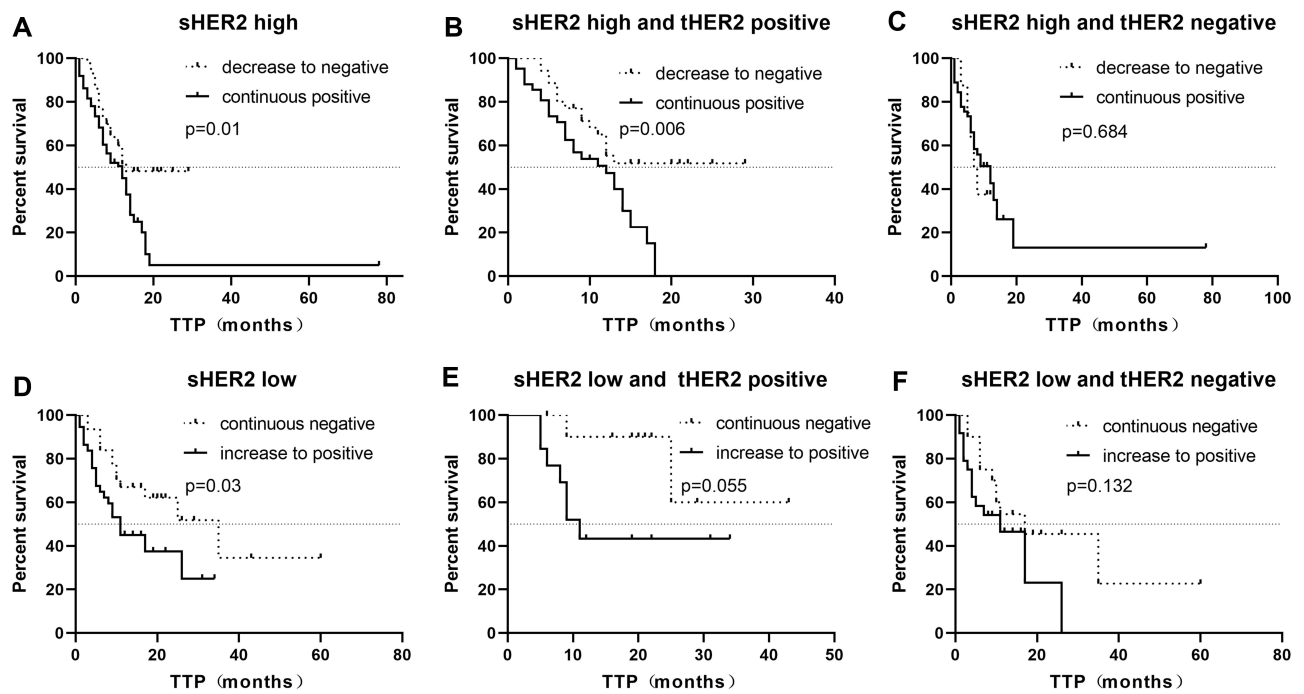 A
sHER2 high
Percent survival
100
80
60
40
20
0
decrease to negative
continuous positive
p=0.01
0 20 40 60 80
TTP（months）
B
sHER2 high and tHER2 positive
Percent survival
100
80
60
40
20
0
decrease to negative
continuous positive
p=0.006
0 10 20 30 40
TTP（months）
C
sHER2 high and tHER2 negative
Percent survival
100
80
60
40
20
0
decrease to negative
continuous positive
p=0.684
0 20 40 60 80 100
TTP（months）
D
sHER2 low
Percent survival
100
80
60
40
20
0
continuous negative
increase to positive
p=0.03
0 20 40 60 80
TTP（months）
E
sHER2 low and tHER2 positive
Percent survival
100
80
60
40
20
0
continuous negative
increase to positive
p=0.055
0 10 20 30 40 50
TTP（months）
F
sHER2 low and tHER2 negative
Percent survival
100
80
60
40
20
0
continuous negative
increase to positive
p=0.132
0 20 40 60 80
TTP（months）